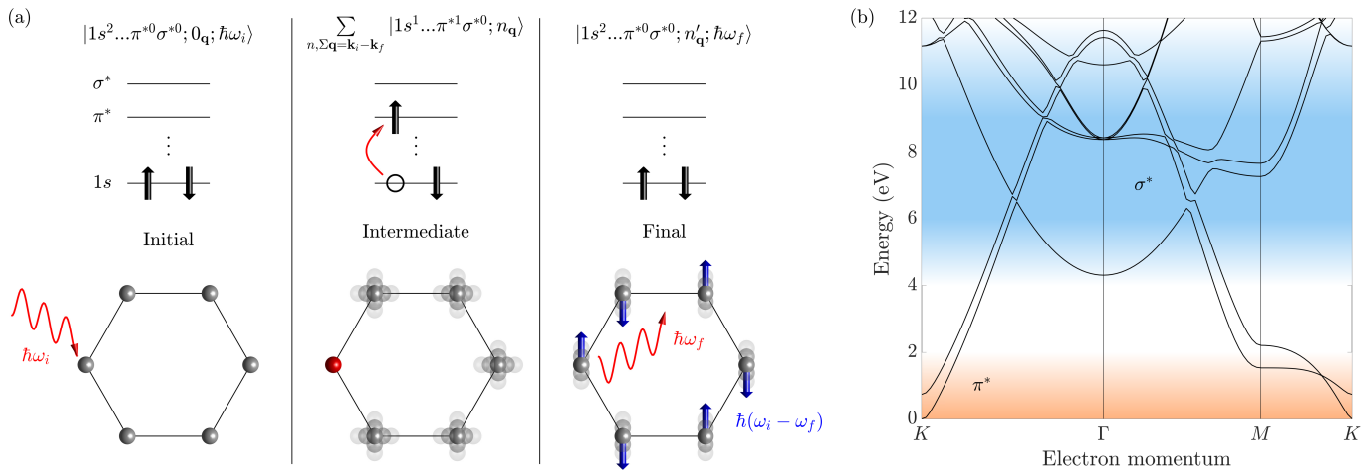 (a)
|1s²...π*⁰σ*⁰; 0_q; ħω_i⟩
∑ n,Σq=k_i−k_f |1s¹...π*¹σ*⁰; n_q⟩
|1s²...π*⁰σ*⁰; n′_q; ħω_f⟩
σ*
π*
⋮
⋮
⋮
1s
Initial
Intermediate
Final
ħω_i
ħω_f
ħ(ω_i − ω_f)
(b)
12
10
8
6
4
2
0
Energy (eV)
σ*
π*
K
Γ
M
K
Electron momentum